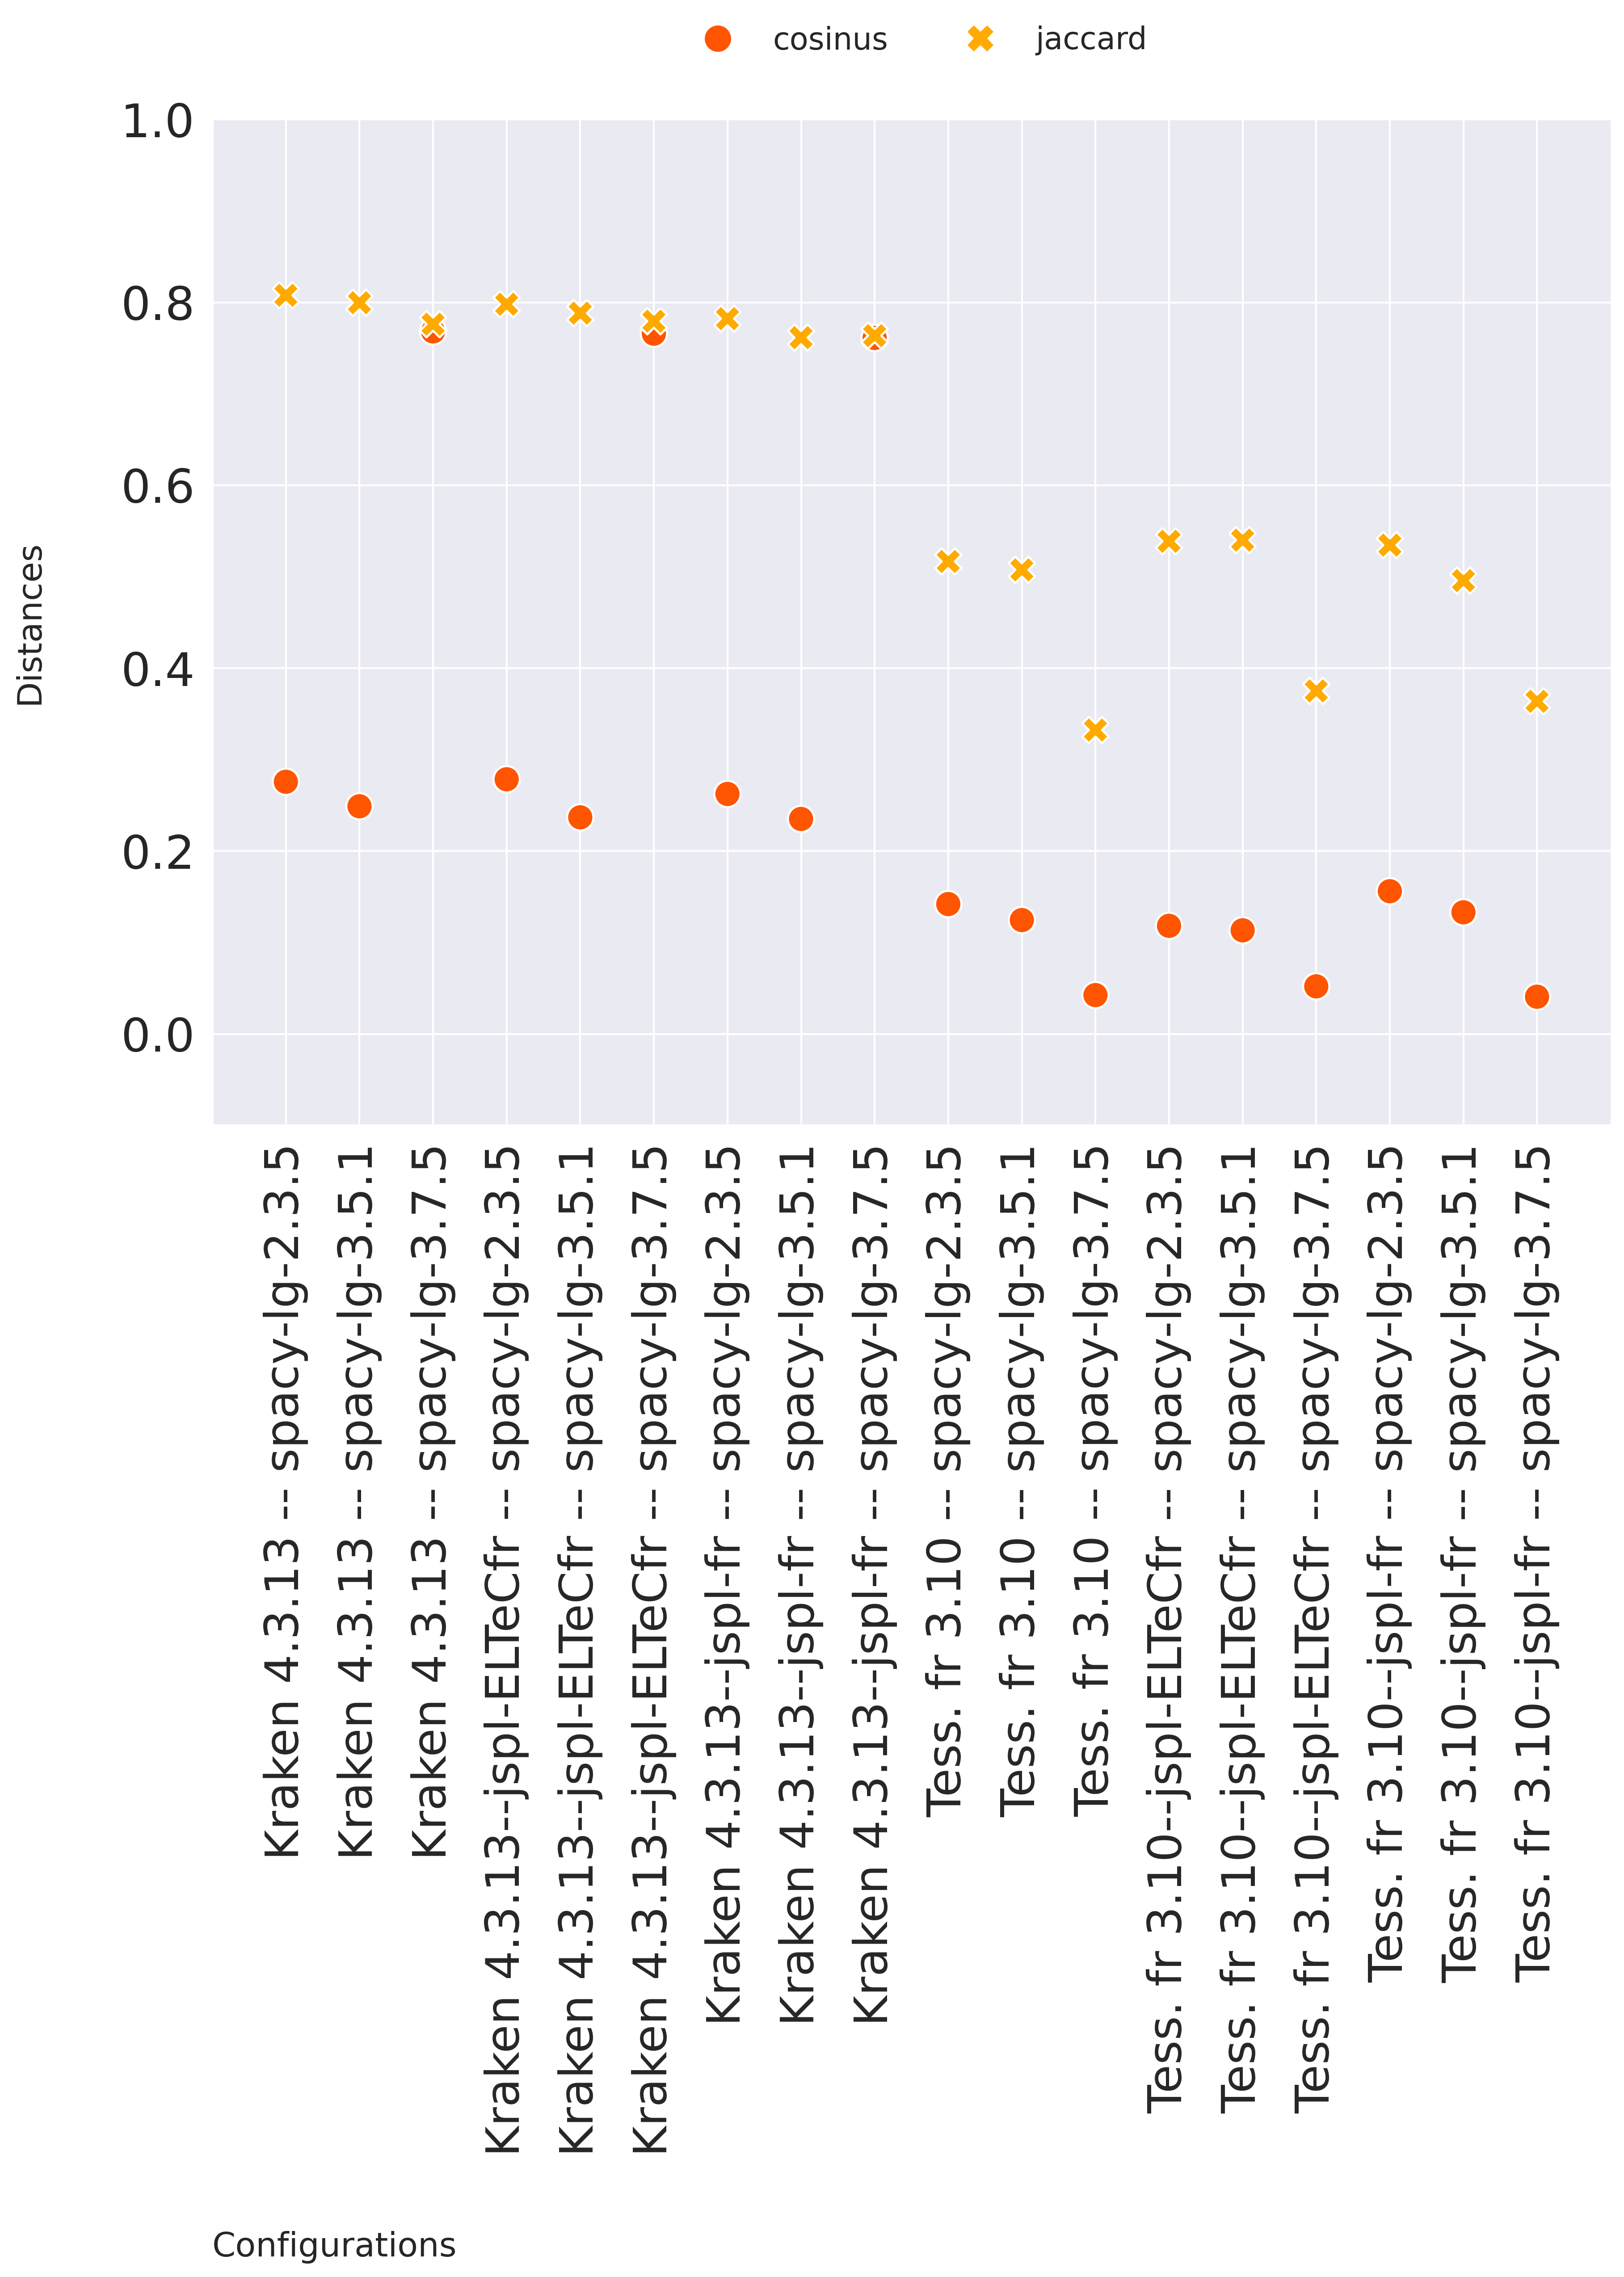 cosinus jaccard
1.0
0.8
0.6
0.4
0.2
0.0
Distances
Kraken 4.3.13 -- spacy-lg-2.3.5
Kraken 4.3.13 -- spacy-lg-3.5.1
Kraken 4.3.13 -- spacy-lg-3.7.5
Kraken 4.3.13--jspl-ELTeCfr -- spacy-lg-2.3.5
Kraken 4.3.13--jspl-ELTeCfr -- spacy-lg-3.5.1
Kraken 4.3.13--jspl-ELTeCfr -- spacy-lg-3.7.5
Kraken 4.3.13--jspl-fr -- spacy-lg-2.3.5
Kraken 4.3.13--jspl-fr -- spacy-lg-3.5.1
Kraken 4.3.13--jspl-fr -- spacy-lg-3.7.5
Tess. fr 3.10 -- spacy-lg-2.3.5
Tess. fr 3.10 -- spacy-lg-3.5.1
Tess. fr 3.10 -- spacy-lg-3.7.5
Tess. fr 3.10--jspl-ELTeCfr -- spacy-lg-2.3.5
Tess. fr 3.10--jspl-ELTeCfr -- spacy-lg-3.5.1
Tess. fr 3.10--jspl-ELTeCfr -- spacy-lg-3.7.5
Tess. fr 3.10--jspl-fr -- spacy-lg-2.3.5
Tess. fr 3.10--jspl-fr -- spacy-lg-3.5.1
Tess. fr 3.10--jspl-fr -- spacy-lg-3.7.5
Configurations